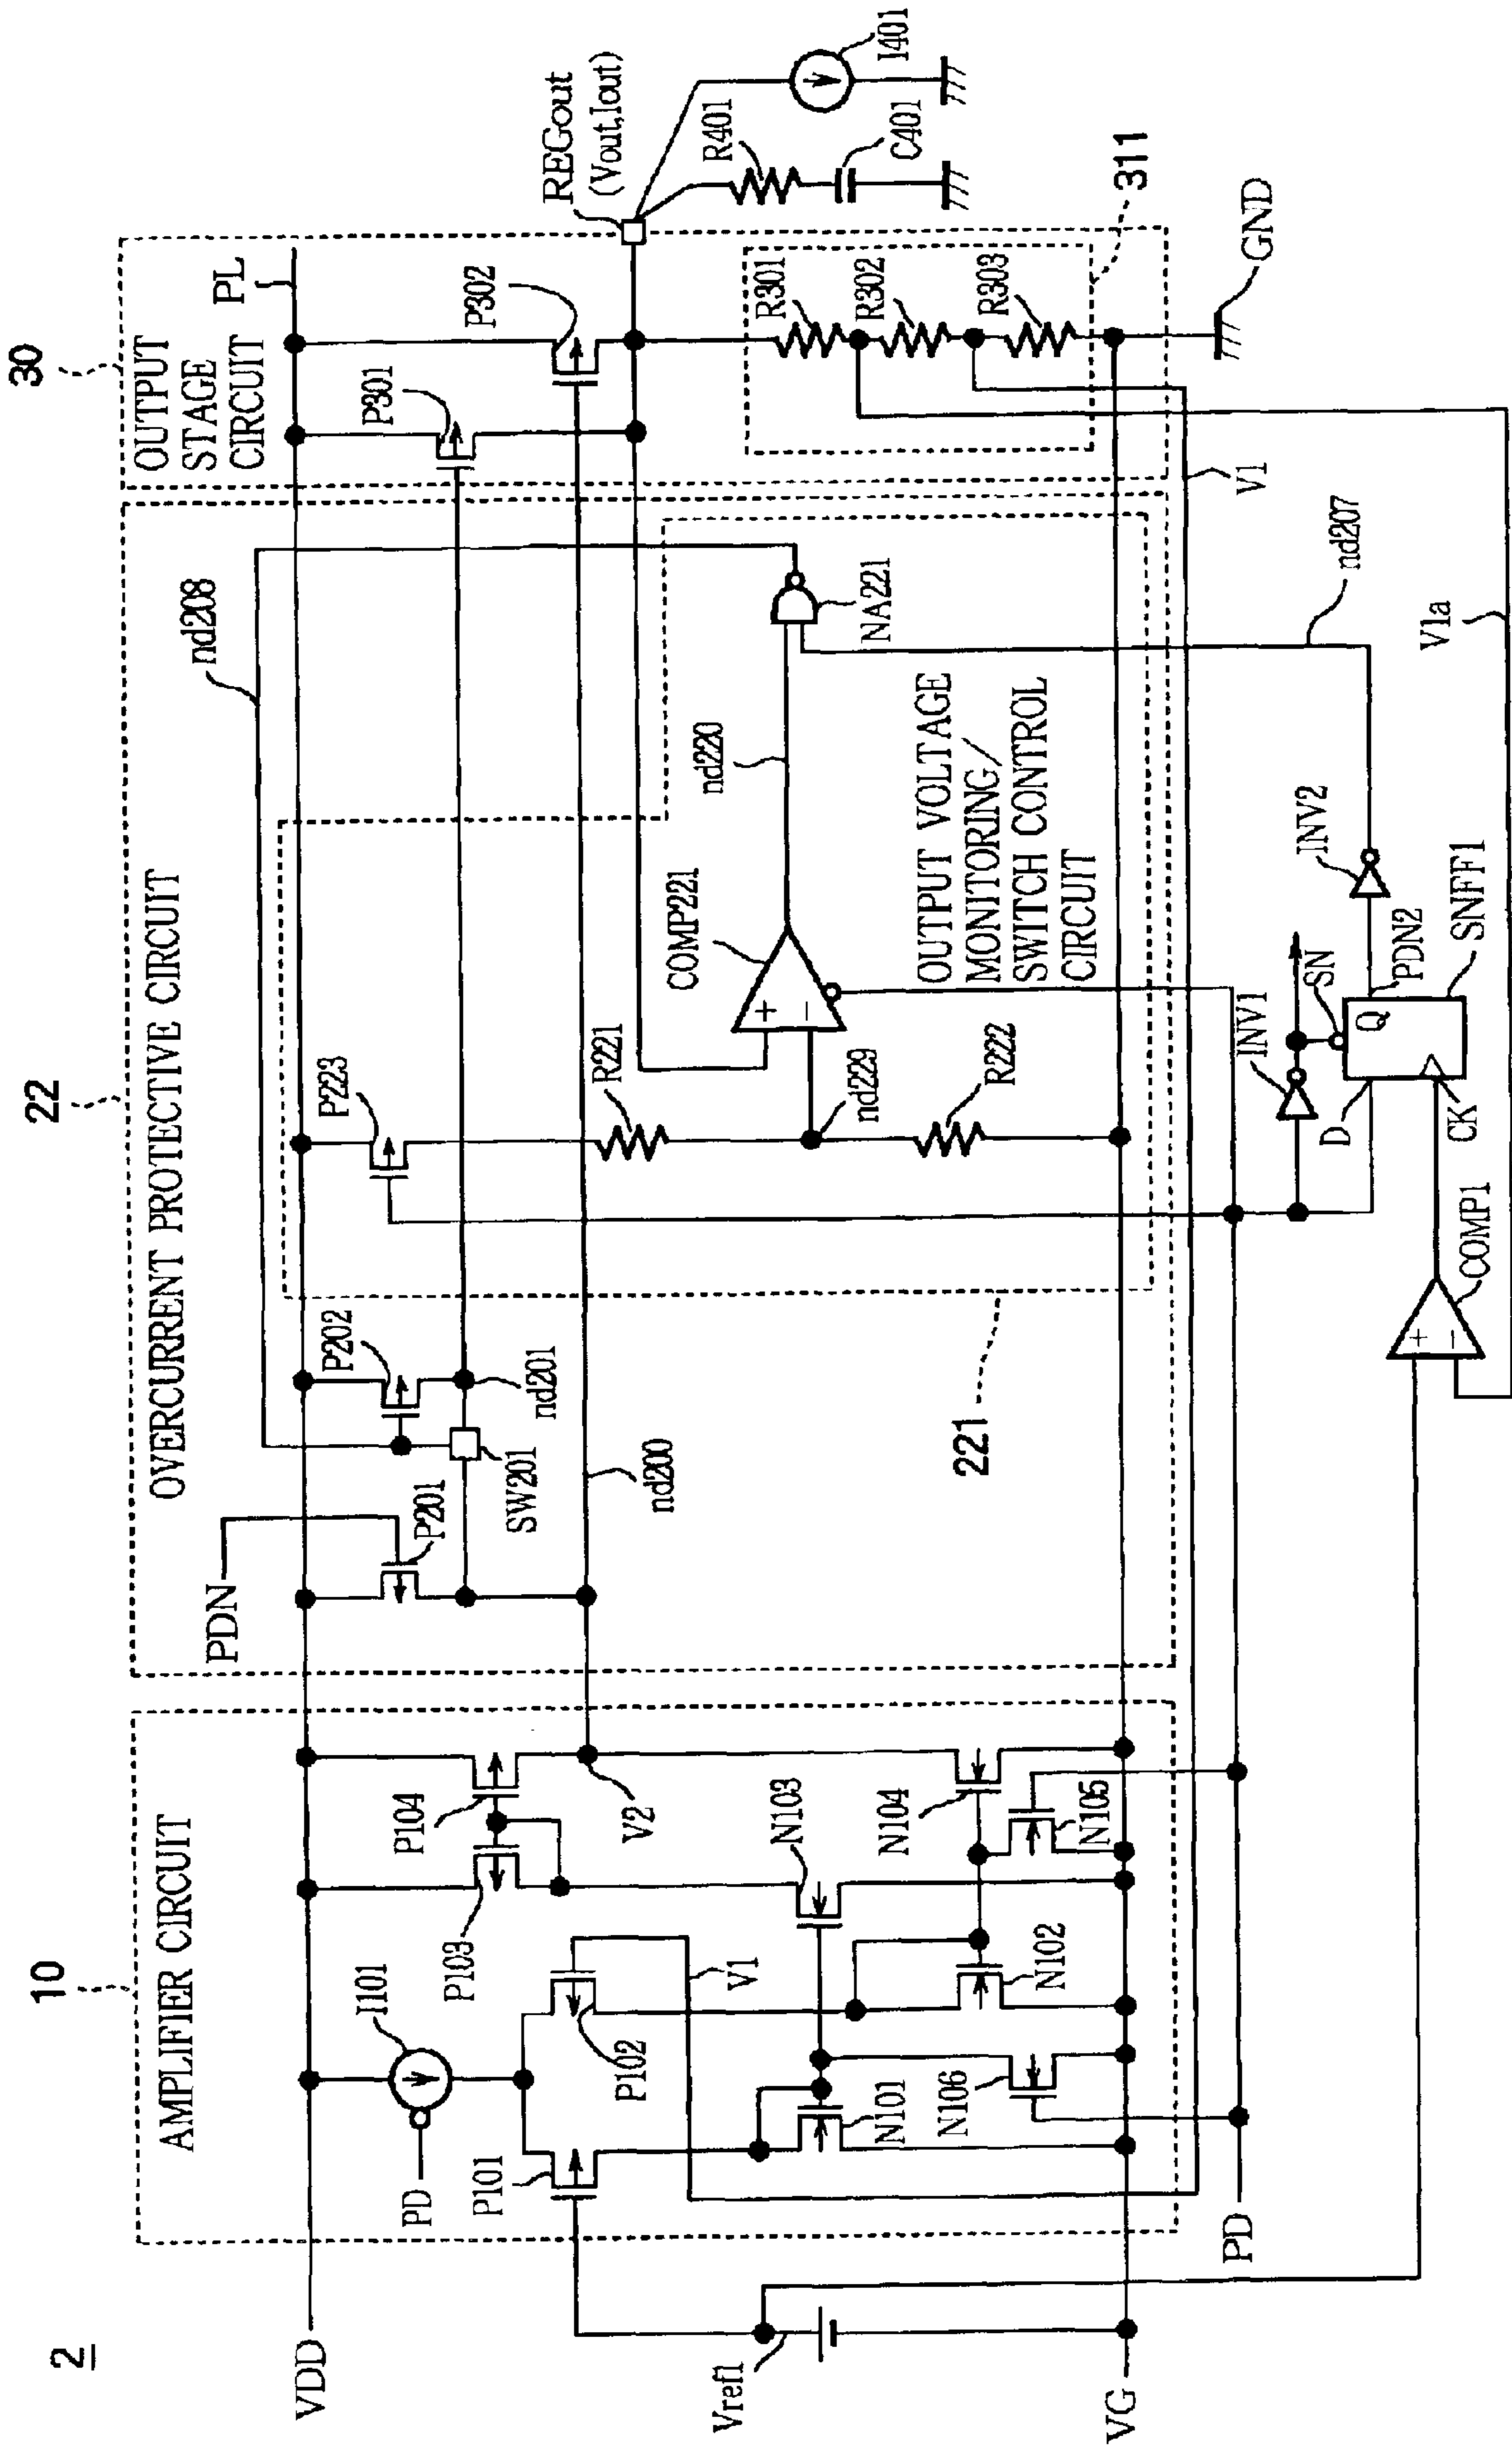 2
10
AMPLIFIER CIRCUIT
22
OVERCURRENT PROTECTIVE CIRCUIT
30
OUTPUT
STAGE
CIRCUIT
PL
VDD
PD
I101
P101
P102
P103
P104
V1
V2
N101
N102
N103
N104
N105
N106
Vref1
VG
PD
PDN
P201
P202
SW201
nd201
nd200
nd208
221
P223
R221
R222
nd229
COMP221
nd220
NA221
OUTPUT VOLTAGE
MONITORING/
SWITCH CONTROL
CIRCUIT
P301
P302
REGout
(Vout,Iout)
R401
C401
I401
R301
R302
R303
311
GND
V1
nd207
V1a
INV1
INV2
SN
D
Q
CK
PDN2
SNFF1
COMP1
+
−
+
−